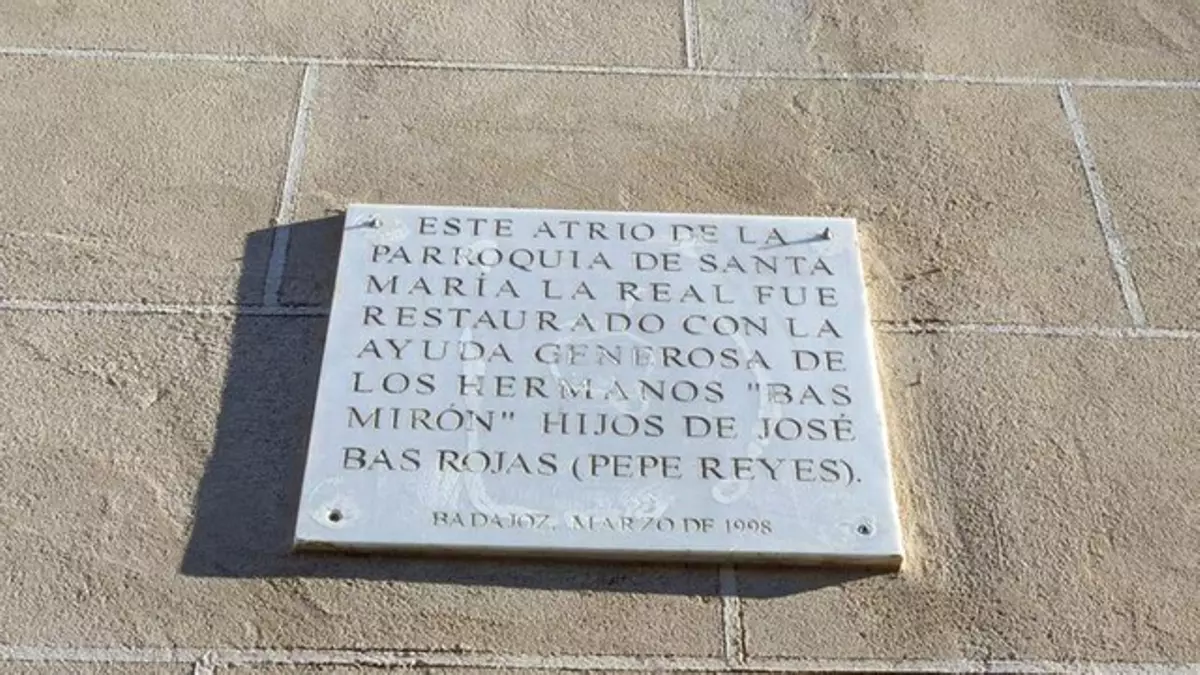 ESTE ATRIO DE LA
PARROQUIA DE SANTA
MARÍA LA REAL FUE
RESTAURADO CON LA
AYUDA GENEROSA DE
LOS HERMANOS "BAS
MIRÓN" HIJOS DE JOSÉ
BAS ROJAS (PEPE REYES).
BADAJOZ, MARZO DE 1998